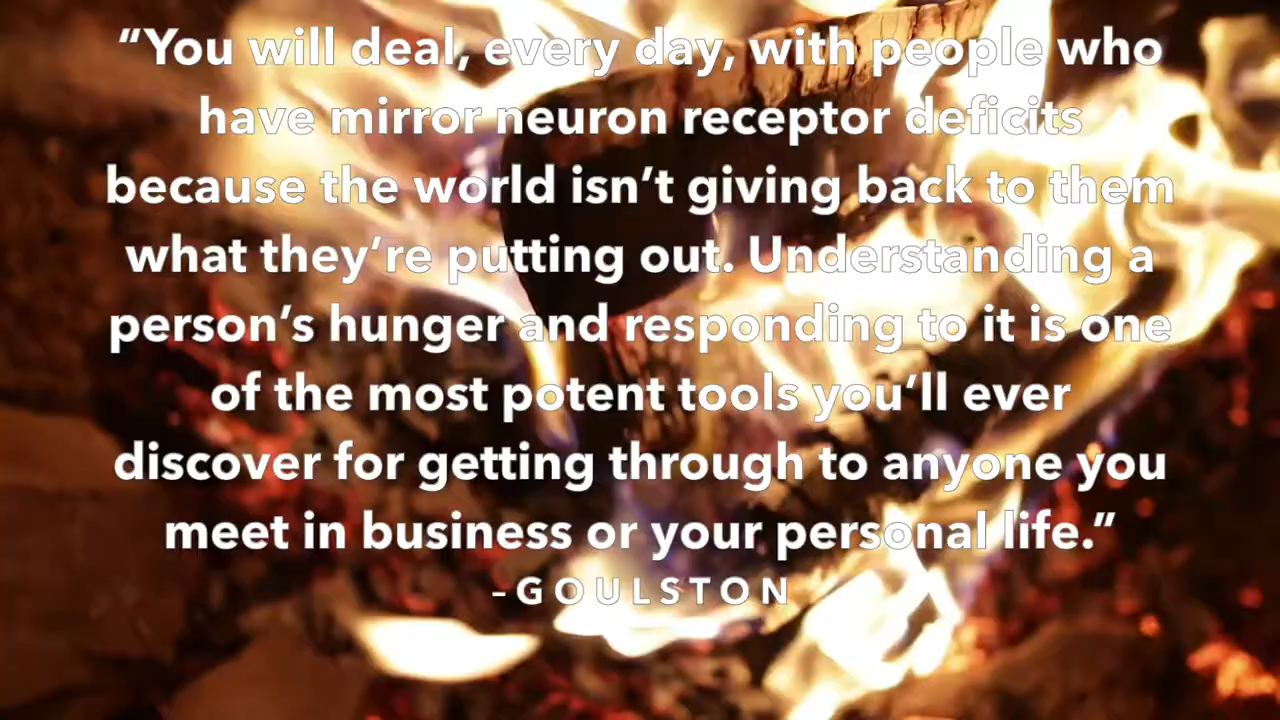 “You will deal, every day, with people who
have mirror neuron receptor deficits
because the world isn’t giving back to them
what they’re putting out. Understanding a
person’s hunger and responding to it is one
of the most potent tools you’ll ever
discover for getting through to anyone you
meet in business or your personal life.”
–GOULSTON